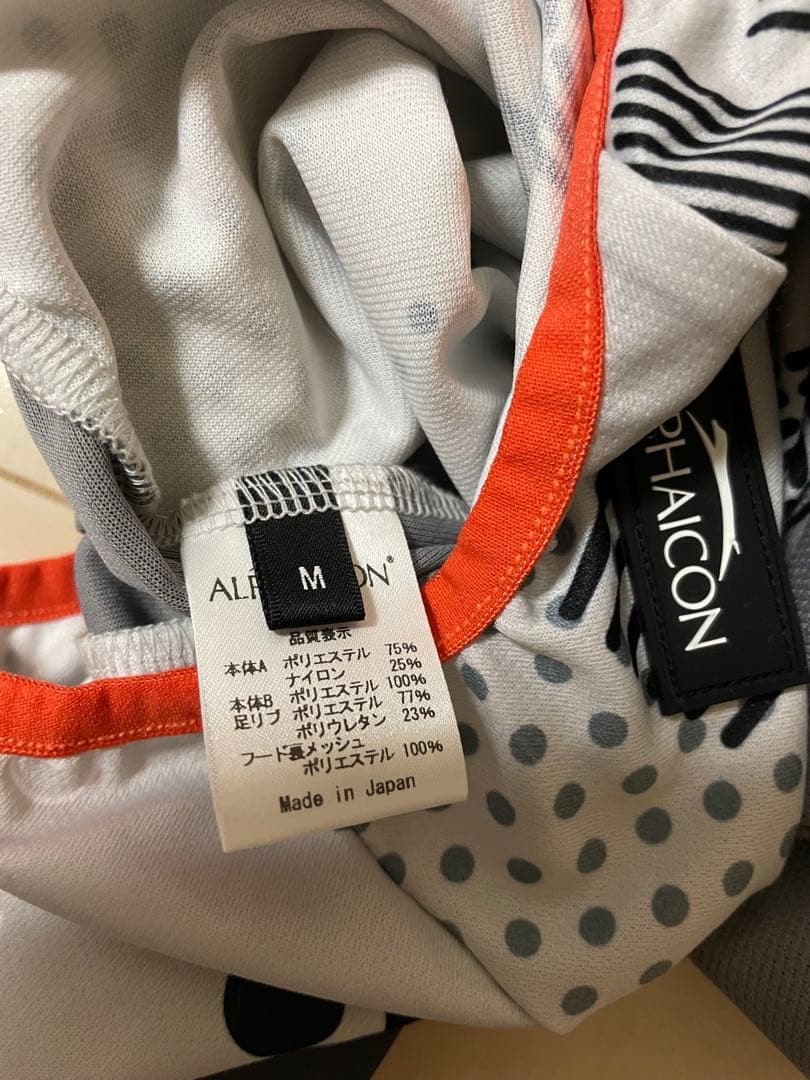 M
ALP ON®
品質表示
本体A ポリエステル 75%
ナイロン 25%
本体B ポリエステル 100%
足リブ ポリエステル 77%
ポリウレタン 23%
フード裏メッシュ
ポリエステル 100%
Made in Japan
PHAICON